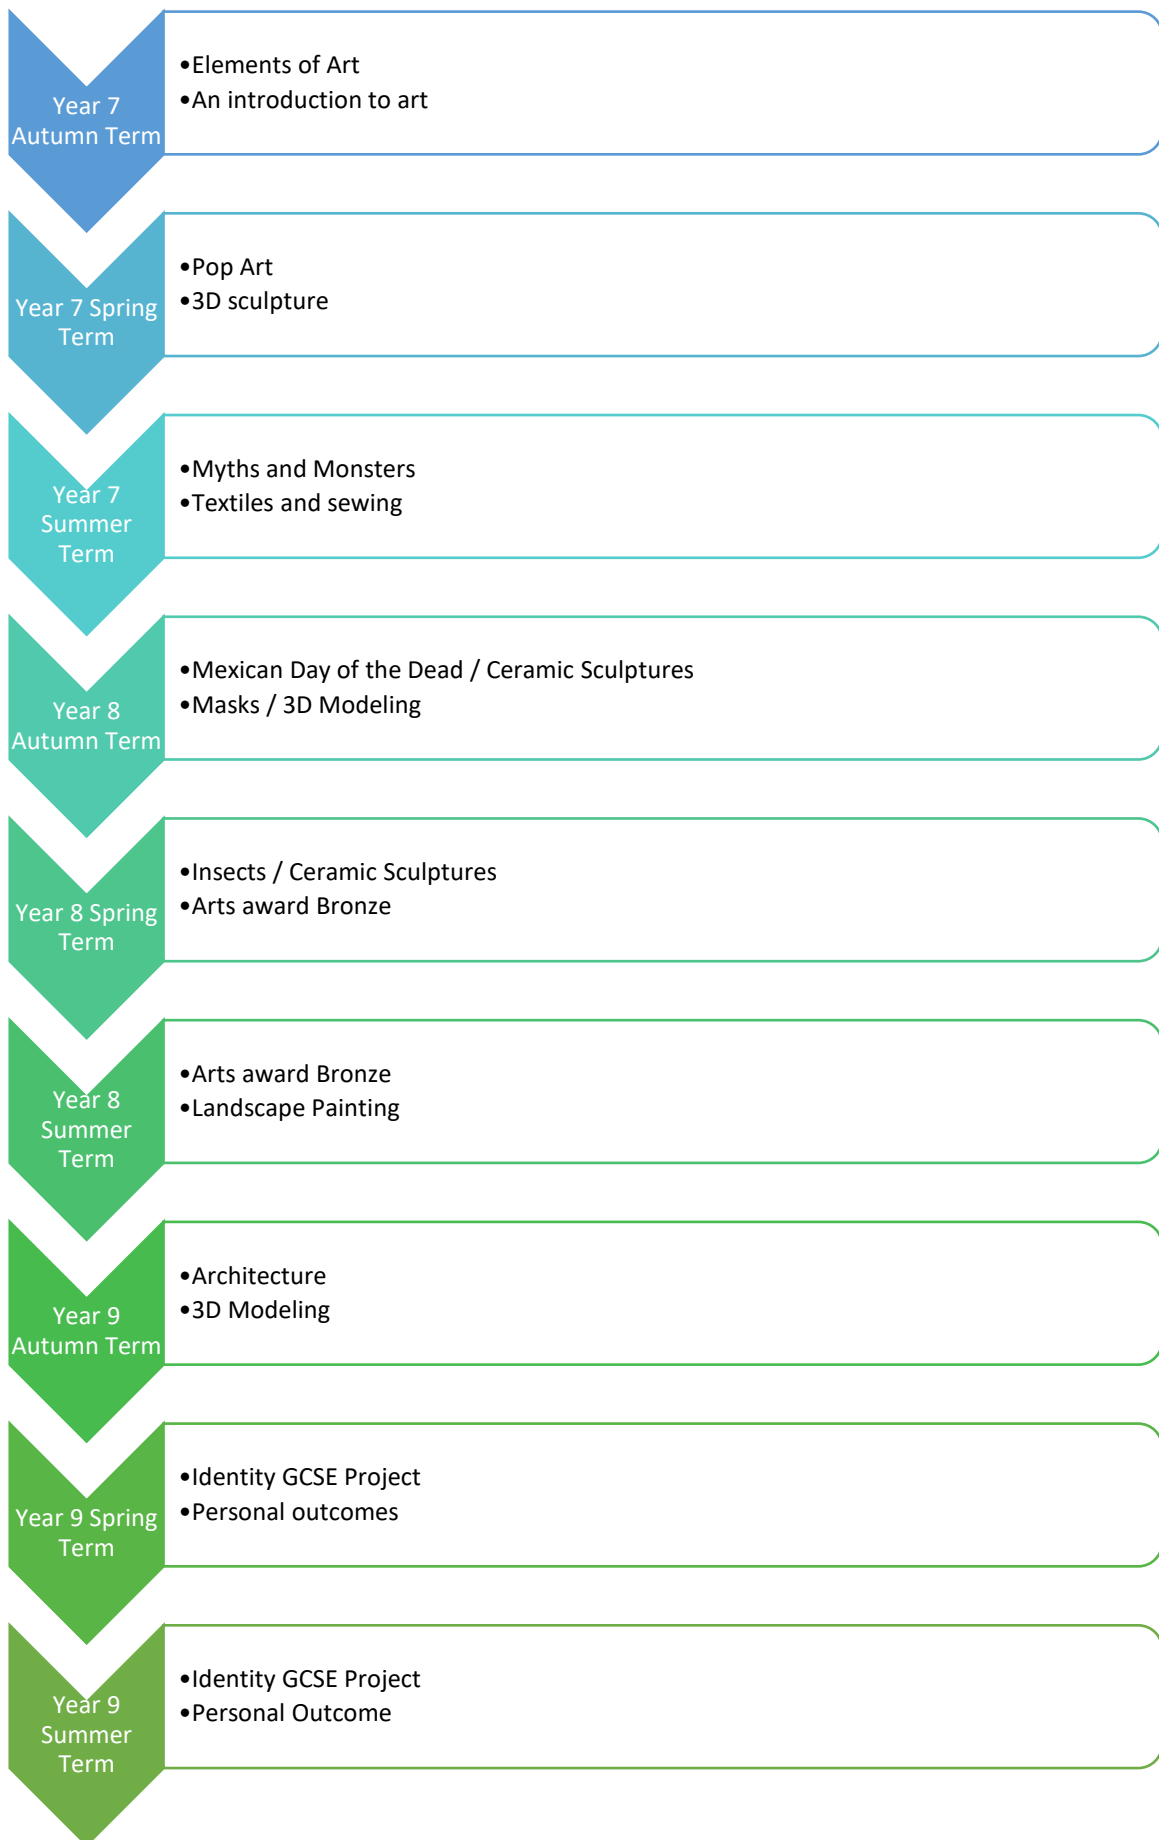 Year 7
Autumn Term
•Elements of Art
•An introduction to art
Year 7 Spring
Term
•Pop Art
•3D sculpture
Year 7
Summer
Term
•Myths and Monsters
•Textiles and sewing
Year 8
Autumn Term
•Mexican Day of the Dead / Ceramic Sculptures
•Masks / 3D Modeling
Year 8 Spring
Term
•Insects / Ceramic Sculptures
•Arts award Bronze
Year 8
Summer
Term
•Arts award Bronze
•Landscape Painting
Year 9
Autumn Term
•Architecture
•3D Modeling
Year 9 Spring
Term
•Identity GCSE Project
•Personal outcomes
Year 9
Summer
Term
•Identity GCSE Project
•Personal Outcome